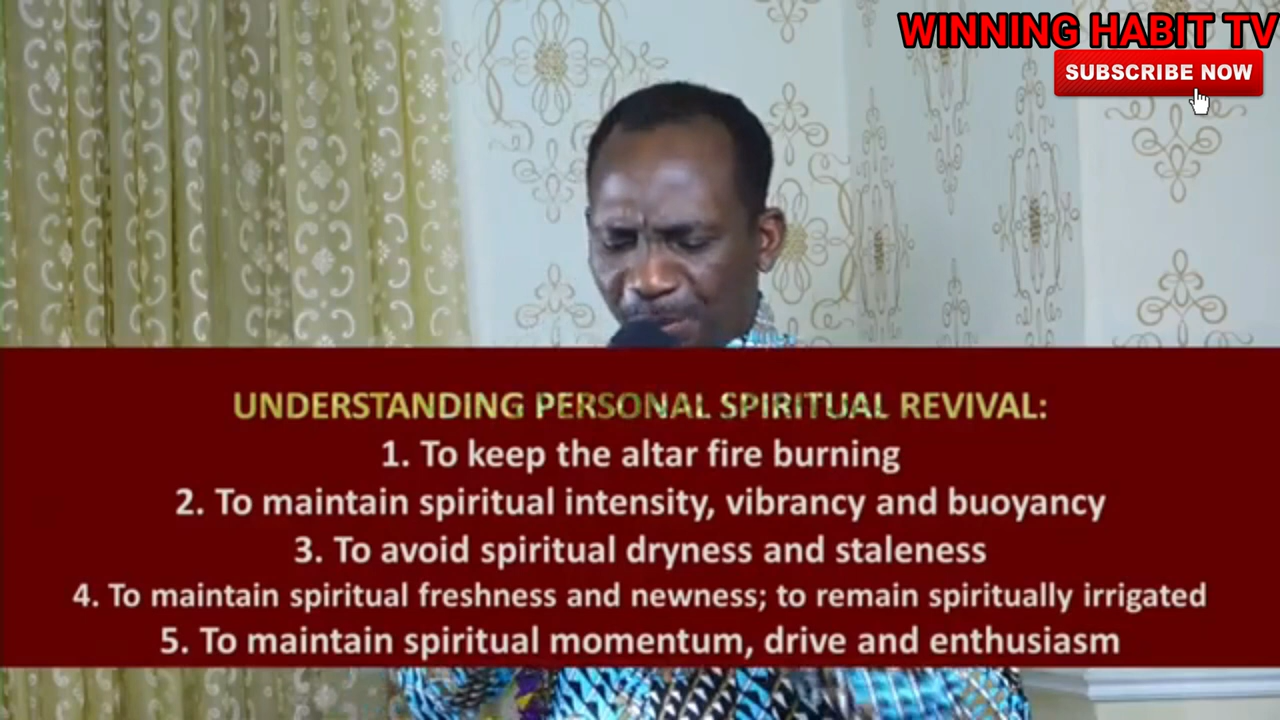 WINNING HABIT TV
SUBSCRIBE NOW
UNDERSTANDING PERSONAL SPIRITUAL REVIVAL:
1. To keep the altar fire burning
2. To maintain spiritual intensity, vibrancy and buoyancy
3. To avoid spiritual dryness and staleness
4. To maintain spiritual freshness and newness; to remain spiritually irrigated
5. To maintain spiritual momentum, drive and enthusiasm